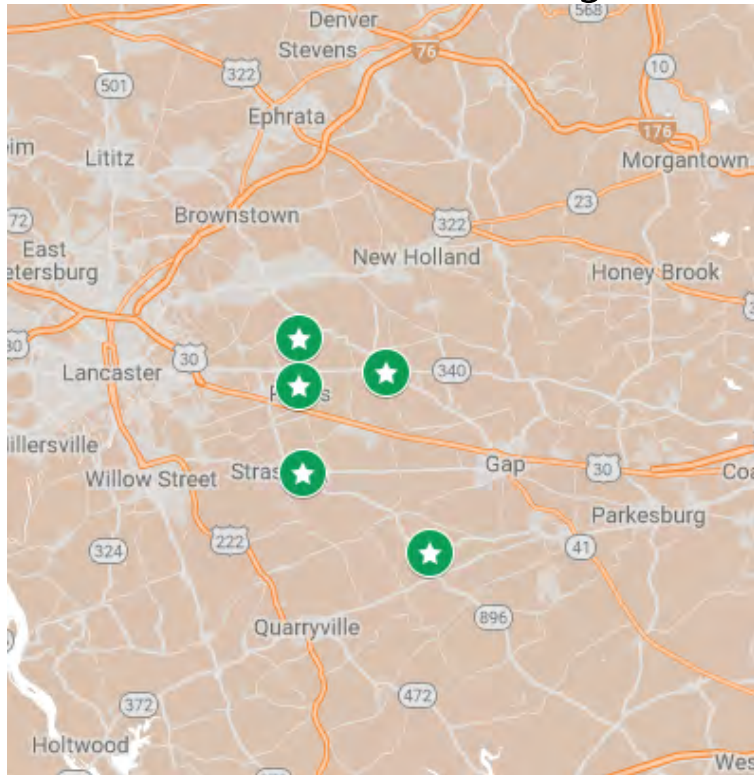 Denver
568
Stevens
76
322
10
501
Ephrata
176
eim
Lititz
Morgantown
23
72
Brownstown
322
East
etersburg
New Holland
Honey Brook
30
30
340
Lancaster
illersville
Gap
30
Coa
Willow Street
Stras
Parkesburg
222
324
41
896
Quarryville
472
372
Holtwood
Wes